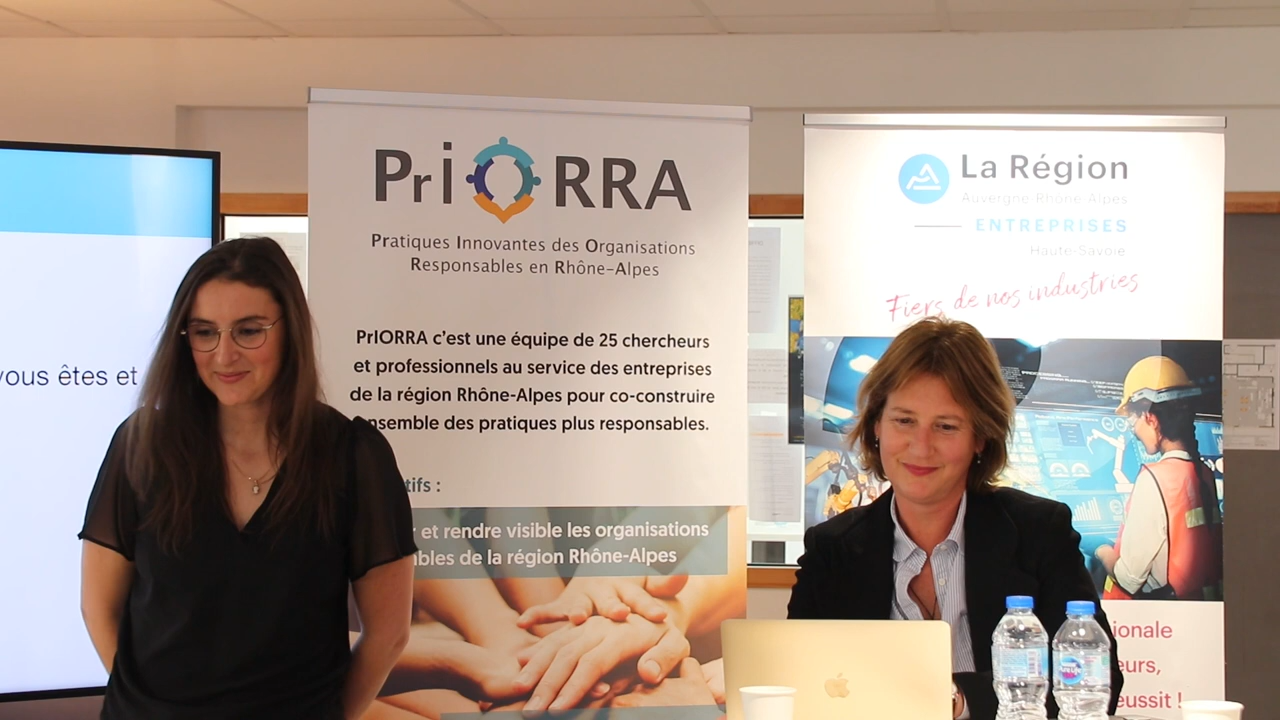 vous êtes et
PriORRA
Pratiques Innovantes des Organisations
Responsables en Rhône-Alpes
PrIORRA c'est une équipe de 25 chercheurs
et professionnels au service des entreprises
de la région Rhône-Alpes pour co-construire
ensemble des pratiques plus responsables.
tifs :
et rendre visible les organisations
ables de la région Rhône-Alpes
La Région
Auvergne-Rhône-Alpes
ENTREPRISES
Haute-Savoie
Fiers de nos industries
ionale
eurs,
éussit !